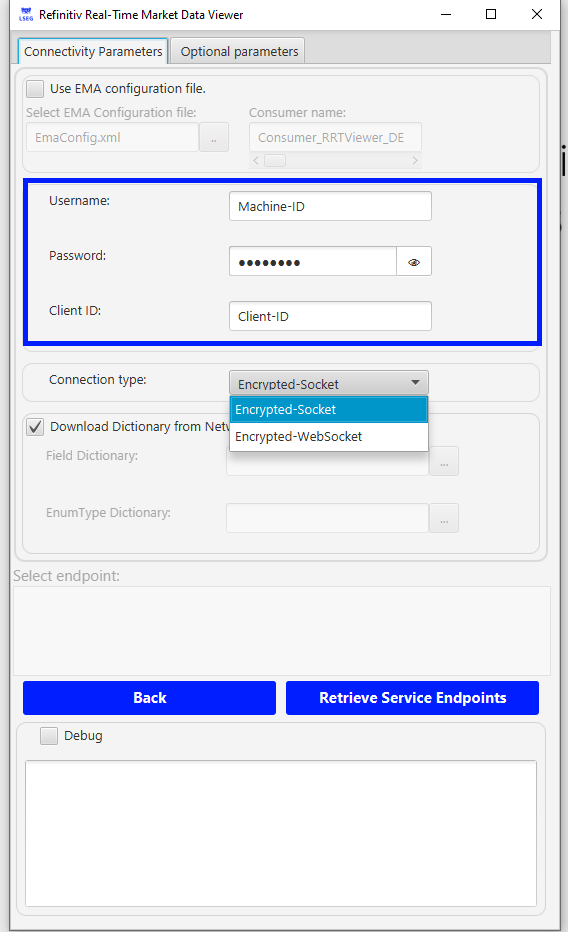 LSEG
Refinitiv Real-Time Market Data Viewer
Connectivity Parameters
Optional parameters
Use EMA configuration file.
Select EMA Configuration file:
Consumer name:
EmaConfig.xml
..
Consumer_RRTViewer_DE
Username:
Machine-ID
Password:
Client ID:
Client-ID
Connection type:
Encrypted-Socket
Encrypted-Socket
Encrypted-WebSocket
Download Dictionary from Net
Field Dictionary:
...
EnumType Dictionary:
...
Select endpoint:
Back
Retrieve Service Endpoints
Debug